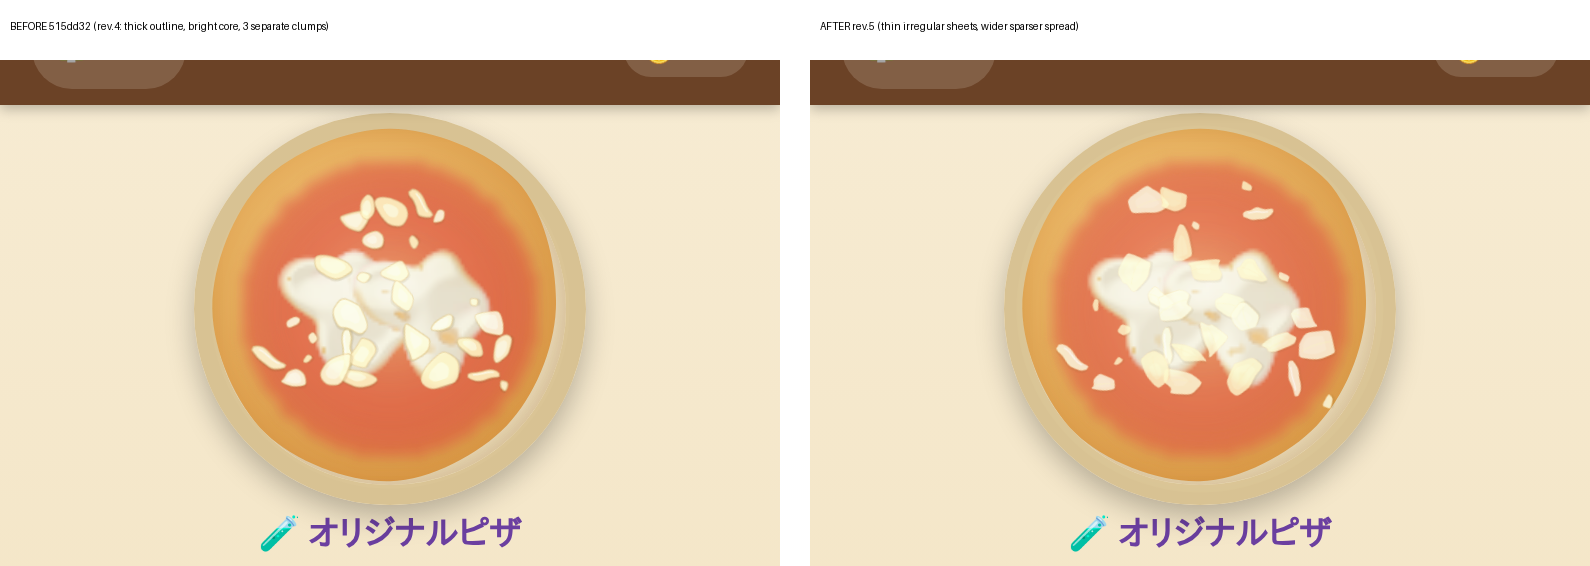 BEFORE 515dd32 (rev.4: thick outline, bright core, 3 separate clumps)
AFTER rev.5 (thin irregular sheets, wider sparser spread)
オリジナルピザ
オリジナルピザ